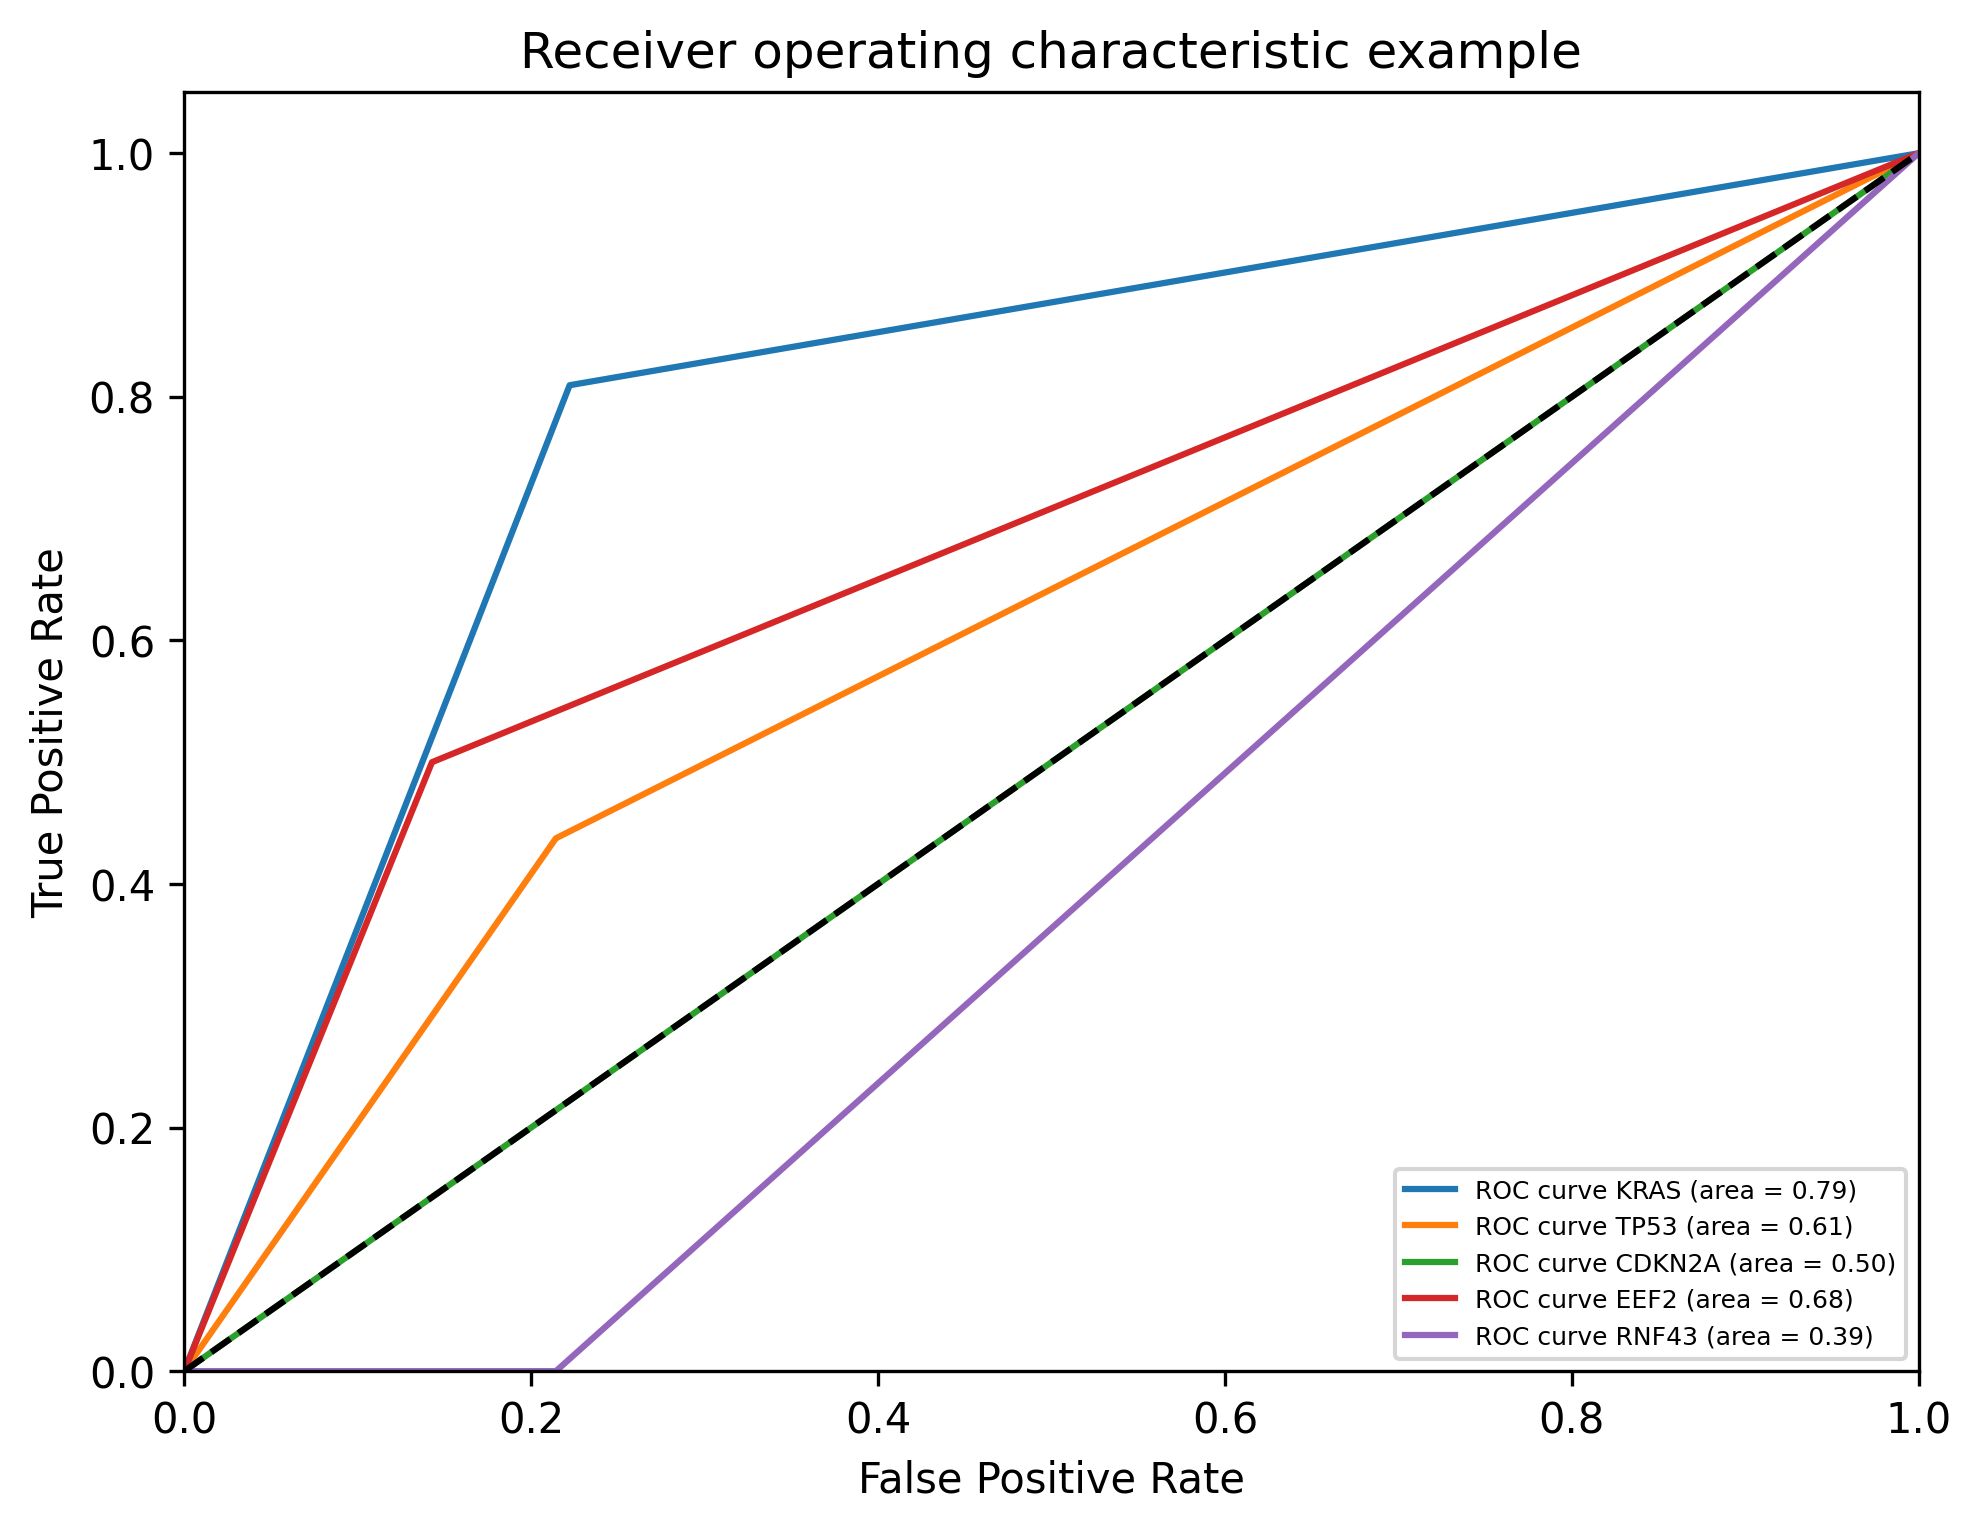 Receiver operating characteristic example
1.0
0.8
0.6
0.4
0.2
0.0
True Positive Rate
0.0 0.2 0.4 0.6 0.8 1.0
False Positive Rate
ROC curve KRAS (area = 0.79)
ROC curve TP53 (area = 0.61)
ROC curve CDKN2A (area = 0.50)
ROC curve EEF2 (area = 0.68)
ROC curve RNF43 (area = 0.39)